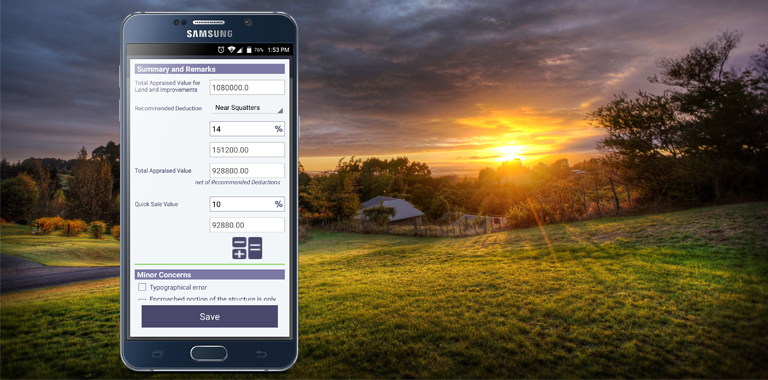 SAMSUNG
76% 1:53 PM
Summary and Remarks
Total Appraised Value for
Land and Improvements
1080000.0
Recommended Deduction
Near Squatters
14 %
151200.00
Total Appraised Value
928800.00
net of Recommended Deductions
Quick Sale Value
10 %
92880.00
Minor Concerns
Typographical error
Encroached portion of the structure is only
Save